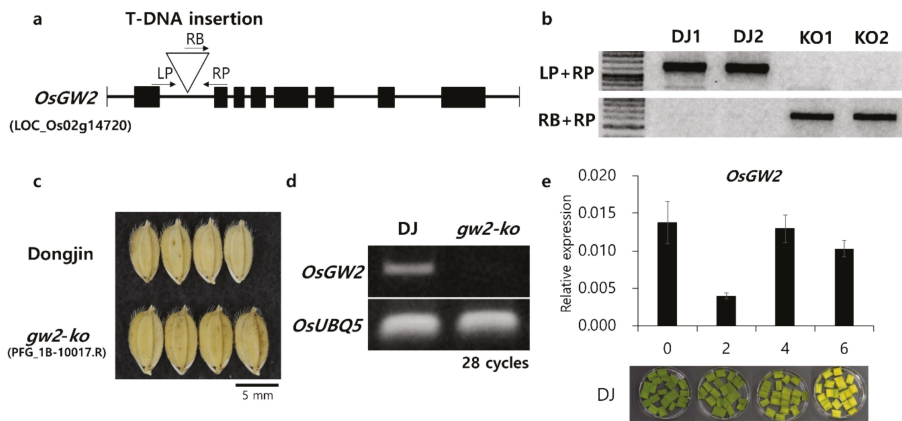 a
T-DNA insertion
RB
LP
RP
OsGW2
(LOC_Os02g14720)
b
DJ1 DJ2 KO1 KO2
LP+RP
RB+RP
c
Dongjin
gw2-ko
(PFG_1B-10017.R)
5 mm
d
DJ gw2-ko
OsGW2
OsUBQ5
28 cycles
e
OsGW2
Relative expression
0.020
0.015
0.010
0.005
0.000
0 2 4 6
DJ